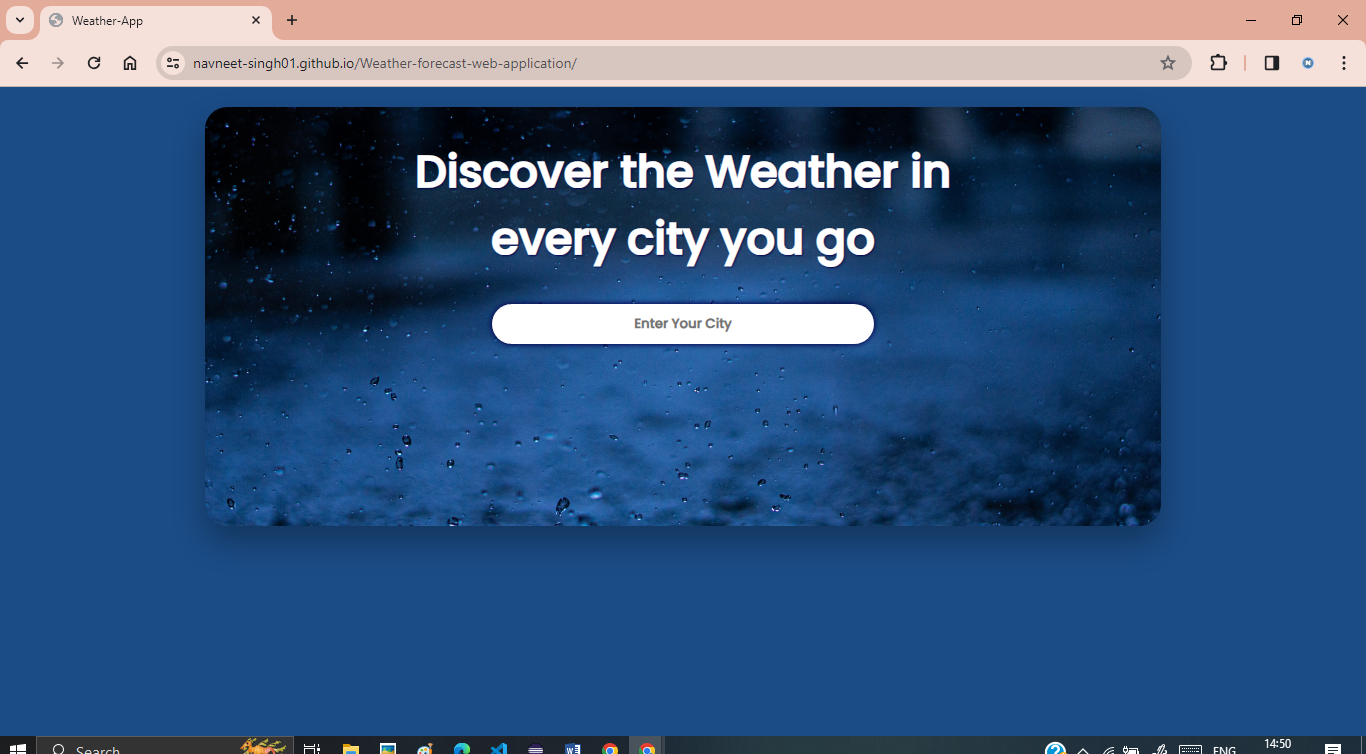 Weather-App
navneet-singh01.github.io/Weather-forecast-web-application/
Discover the Weather in
every city you go
Enter Your City
Search
ENG
14:50